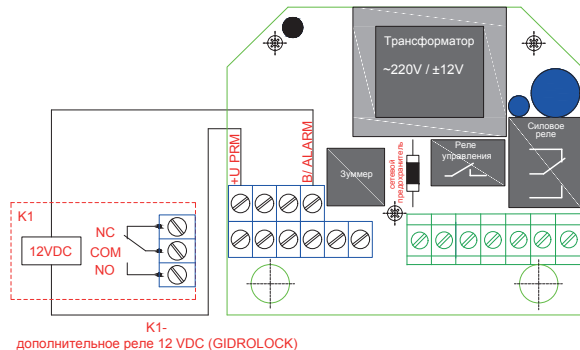 Трансформатор
~220V / ±12V
Силовое
реле
+U PRM
B/ ALARM
Зуммер
сетевой
предохранитель
Реле
управления
K1
12VDC
NC
COM
NO
K1-
дополнительное реле 12 VDC (GIDROLOCK)